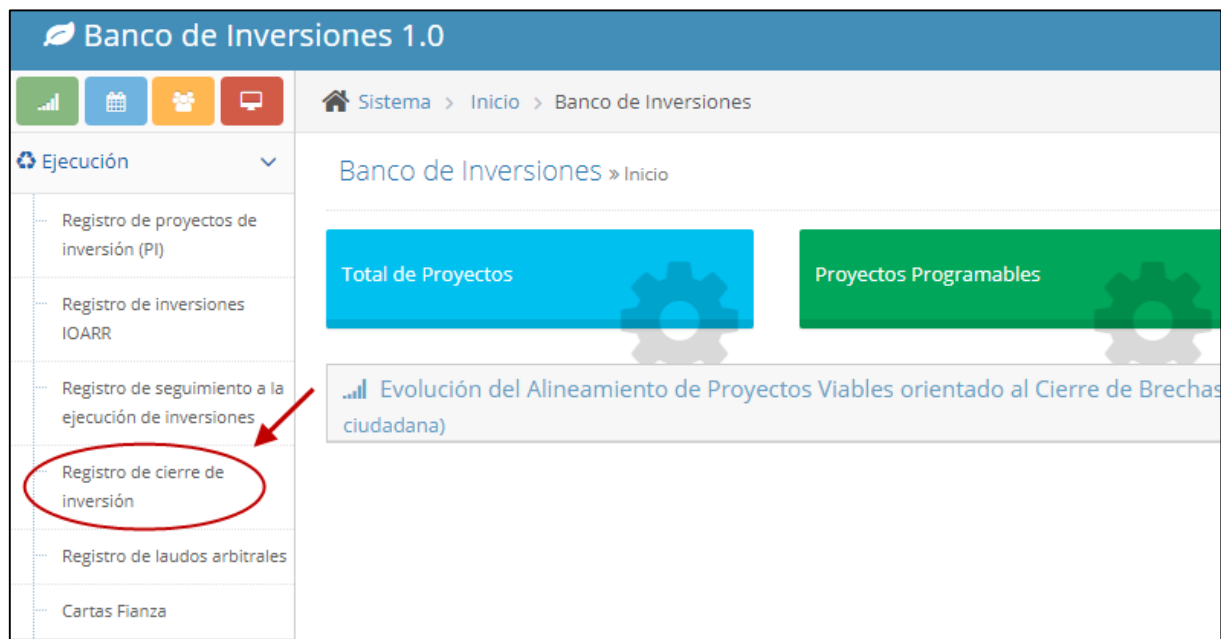 Banco de Inversiones 1.0
Sistema > Inicio > Banco de Inversiones
Ejecución
Registro de proyectos de
inversión (PI)
Registro de inversiones
IOARR
Registro de seguimiento a la
ejecución de inversiones
Registro de cierre de
inversión
Registro de laudos arbitrales
Cartas Fianza
Banco de Inversiones » Inicio
Total de Proyectos
Proyectos Programables
Evolución del Alineamiento de Proyectos Viables orientado al Cierre de Brechas
ciudadana)